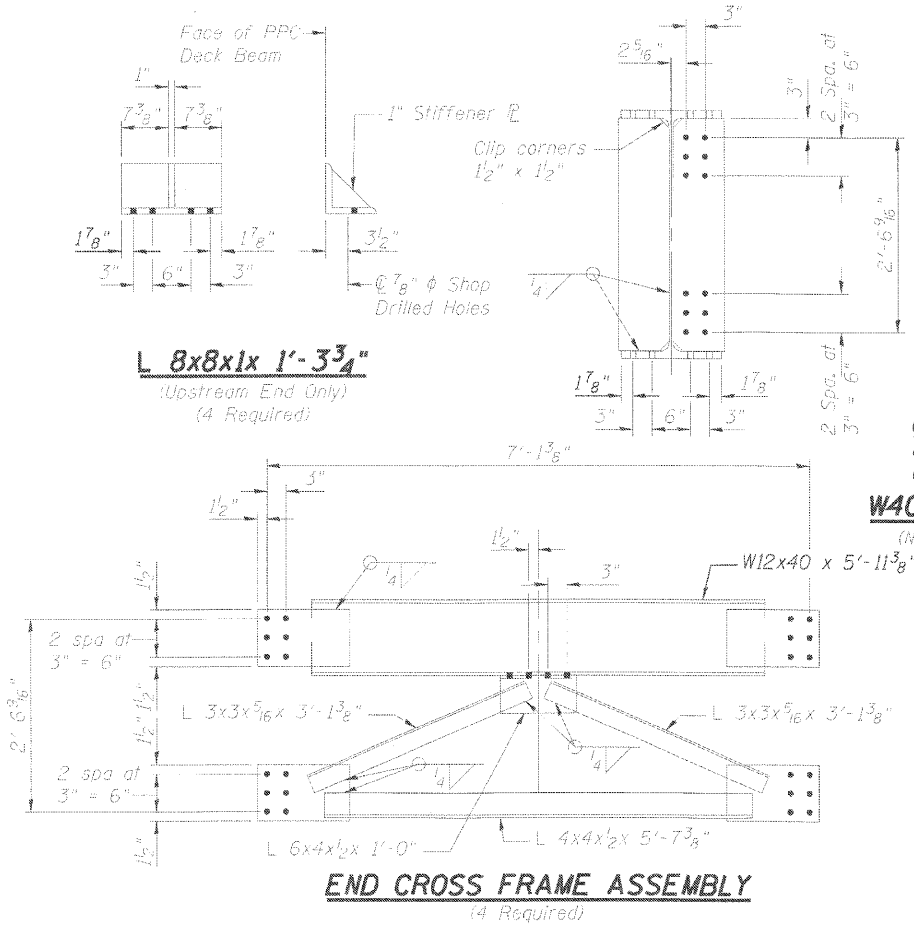 Face of PPC
Deck Beam
1"
7 3/8" 7 3/8"
1" Stiffener ℄
1 7/8" 1 7/8"
3" 6" 3"
3 1/2"
℄ 7/8" φ Shop
Drilled Holes
L 8x8x1x 1'-3 3/4"
(Upstream End Only)
(4 Required)
3"
2 5/16"
3"
2 Spa. at
3" = 6"
Clip corners
1 1/2" x 1 1/2"
2'-6 9/16"
1/4
1 7/8" 1 7/8"
3" 6" 3"
2 Spa. at
3" = 6"
W40
(N
7'-1 3/8"
3"
1 1/2"
1 1/2"
3"
W12x40 x 5'-11 3/8"
1/4
1 1/2"
2 spa at
3" = 6"
2' 6 3/16"
1 1/2" 1 1/2"
L 3x3x5/16x 3'-1 3/8"
L 3x3x5/16x 3'-1 3/8"
1/4
1/4
2 spa at
3" = 6"
1 1/2"
L 6x4x1/2x 1'-0"
L 4x4x1/2x 5'-7 3/8"
END CROSS FRAME ASSEMBLY
(4 Required)